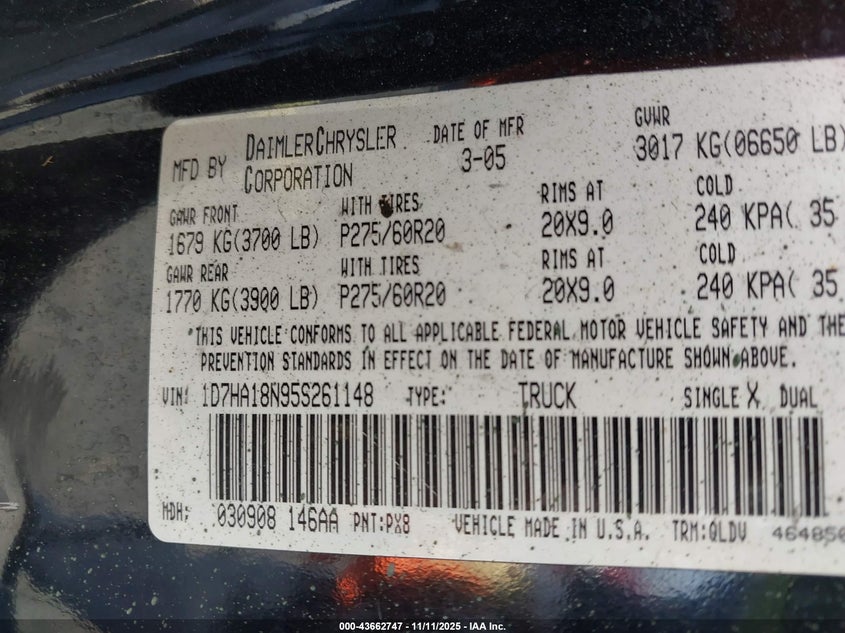 MFD BY DAIMLERCHRYSLER CORPORATION DATE OF MFR 3-05 GVWR 3017 KG(06650 LB)
GAWR FRONT WITH TIRES RIMS AT COLD
1679 KG(3700 LB) P275/60R20 20X9.0 240 KPA( 35
GAWR REAR WITH TIRES RIMS AT COLD
1770 KG(3900 LB) P275/60R20 20X9.0 240 KPA( 35
THIS VEHICLE CONFORMS TO ALL APPLICABLE FEDERAL MOTOR VEHICLE SAFETY AND THE
PREVENTION STANDARDS IN EFFECT ON THE DATE OF MANUFACTURE SHOWN ABOVE.
VIN: 1D7HA18N95S261148 TYPE: TRUCK SINGLE X DUAL
MDH: 030908 146AA PNT:PX8 VEHICLE MADE IN U.S.A. TRM:QLDV 464850
000-43662747 - 11/11/2025 - IAA Inc.